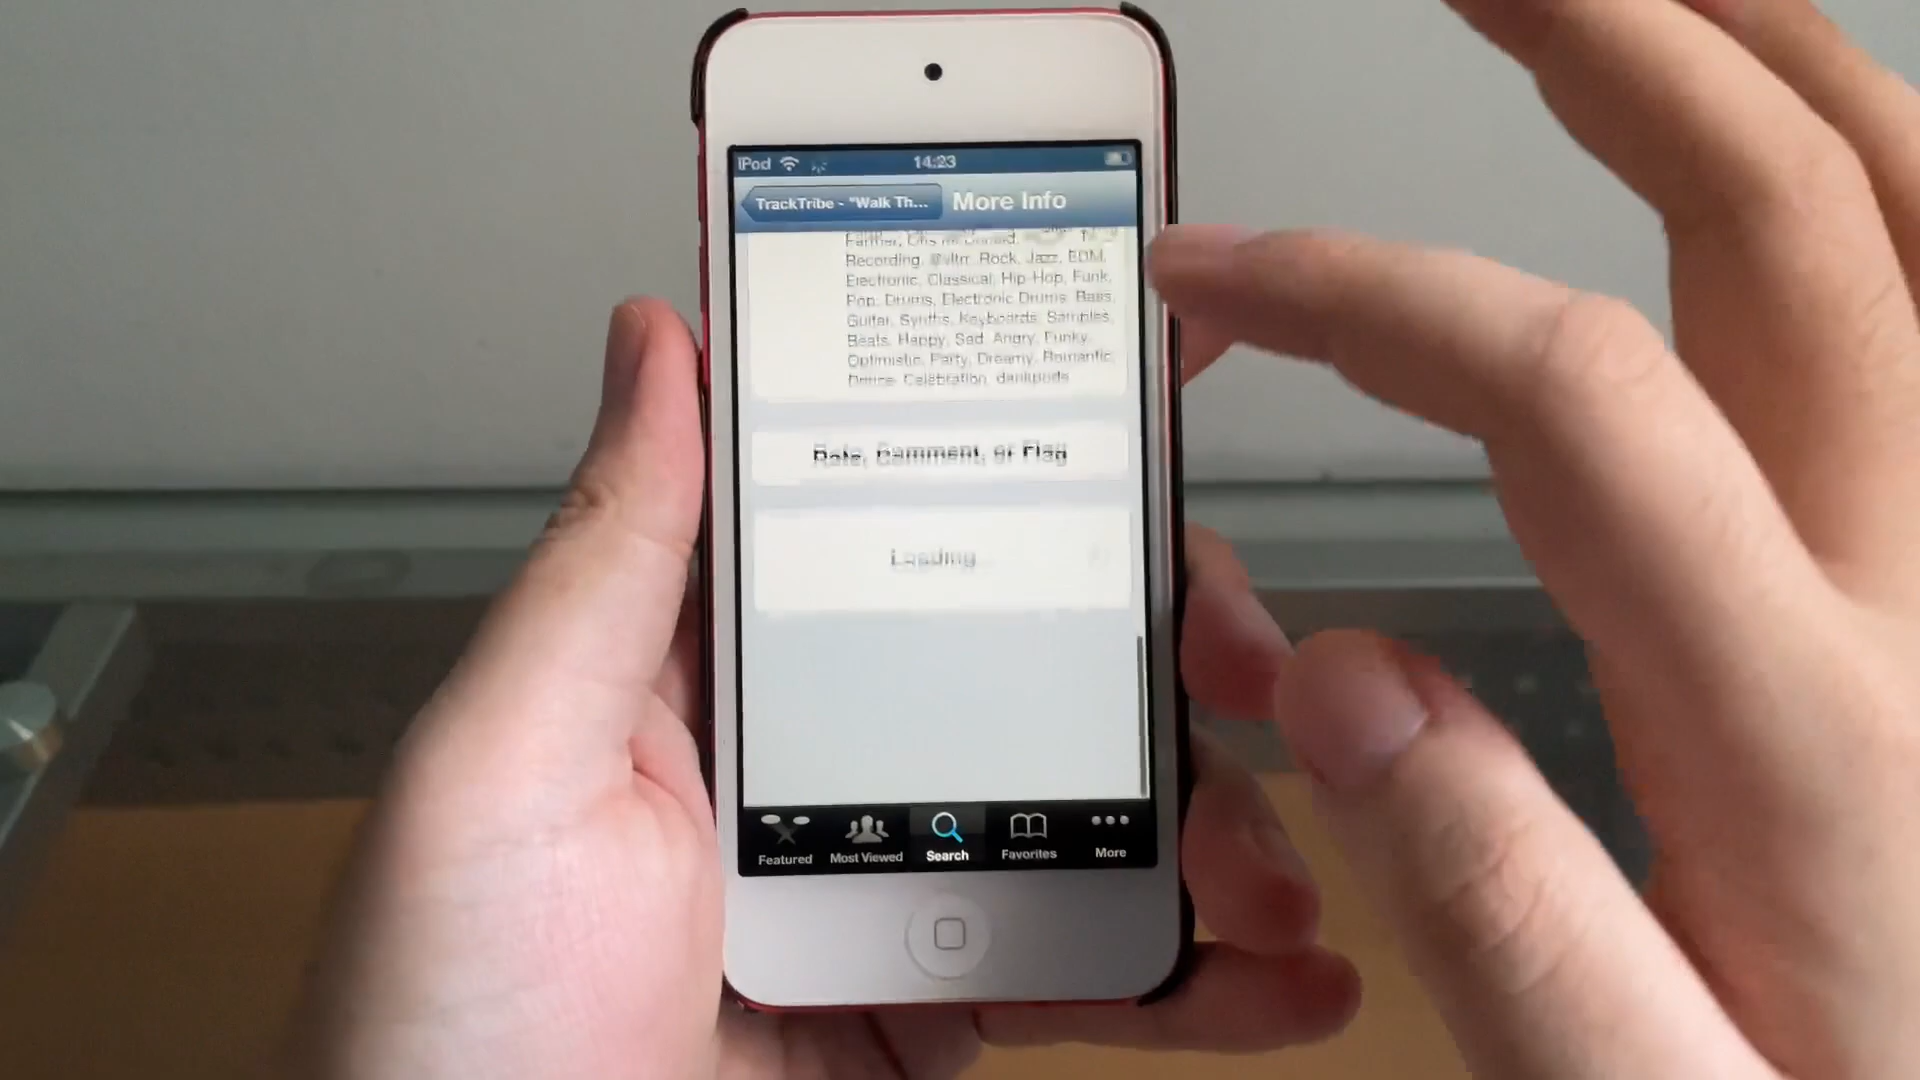 iPod 14:23
TrackTribe - "Walk Th... More Info
Farmer,
Recording, @vltrr, Rock, Jazz, EDM,
Electronic, Classical, Hip-Hop, Funk,
Pop, Drums, Electronic Drums, Bass,
Guitar, Synths, Keyboards, Samples,
Beats, Happy, Sad, Angry, Funky,
Optimistic, Party, Dreamy, Romantic,
Dance, Celebration, dankpods
Rate, Comment, or Flag
Loading...
Featured Most Viewed Search Favorites More